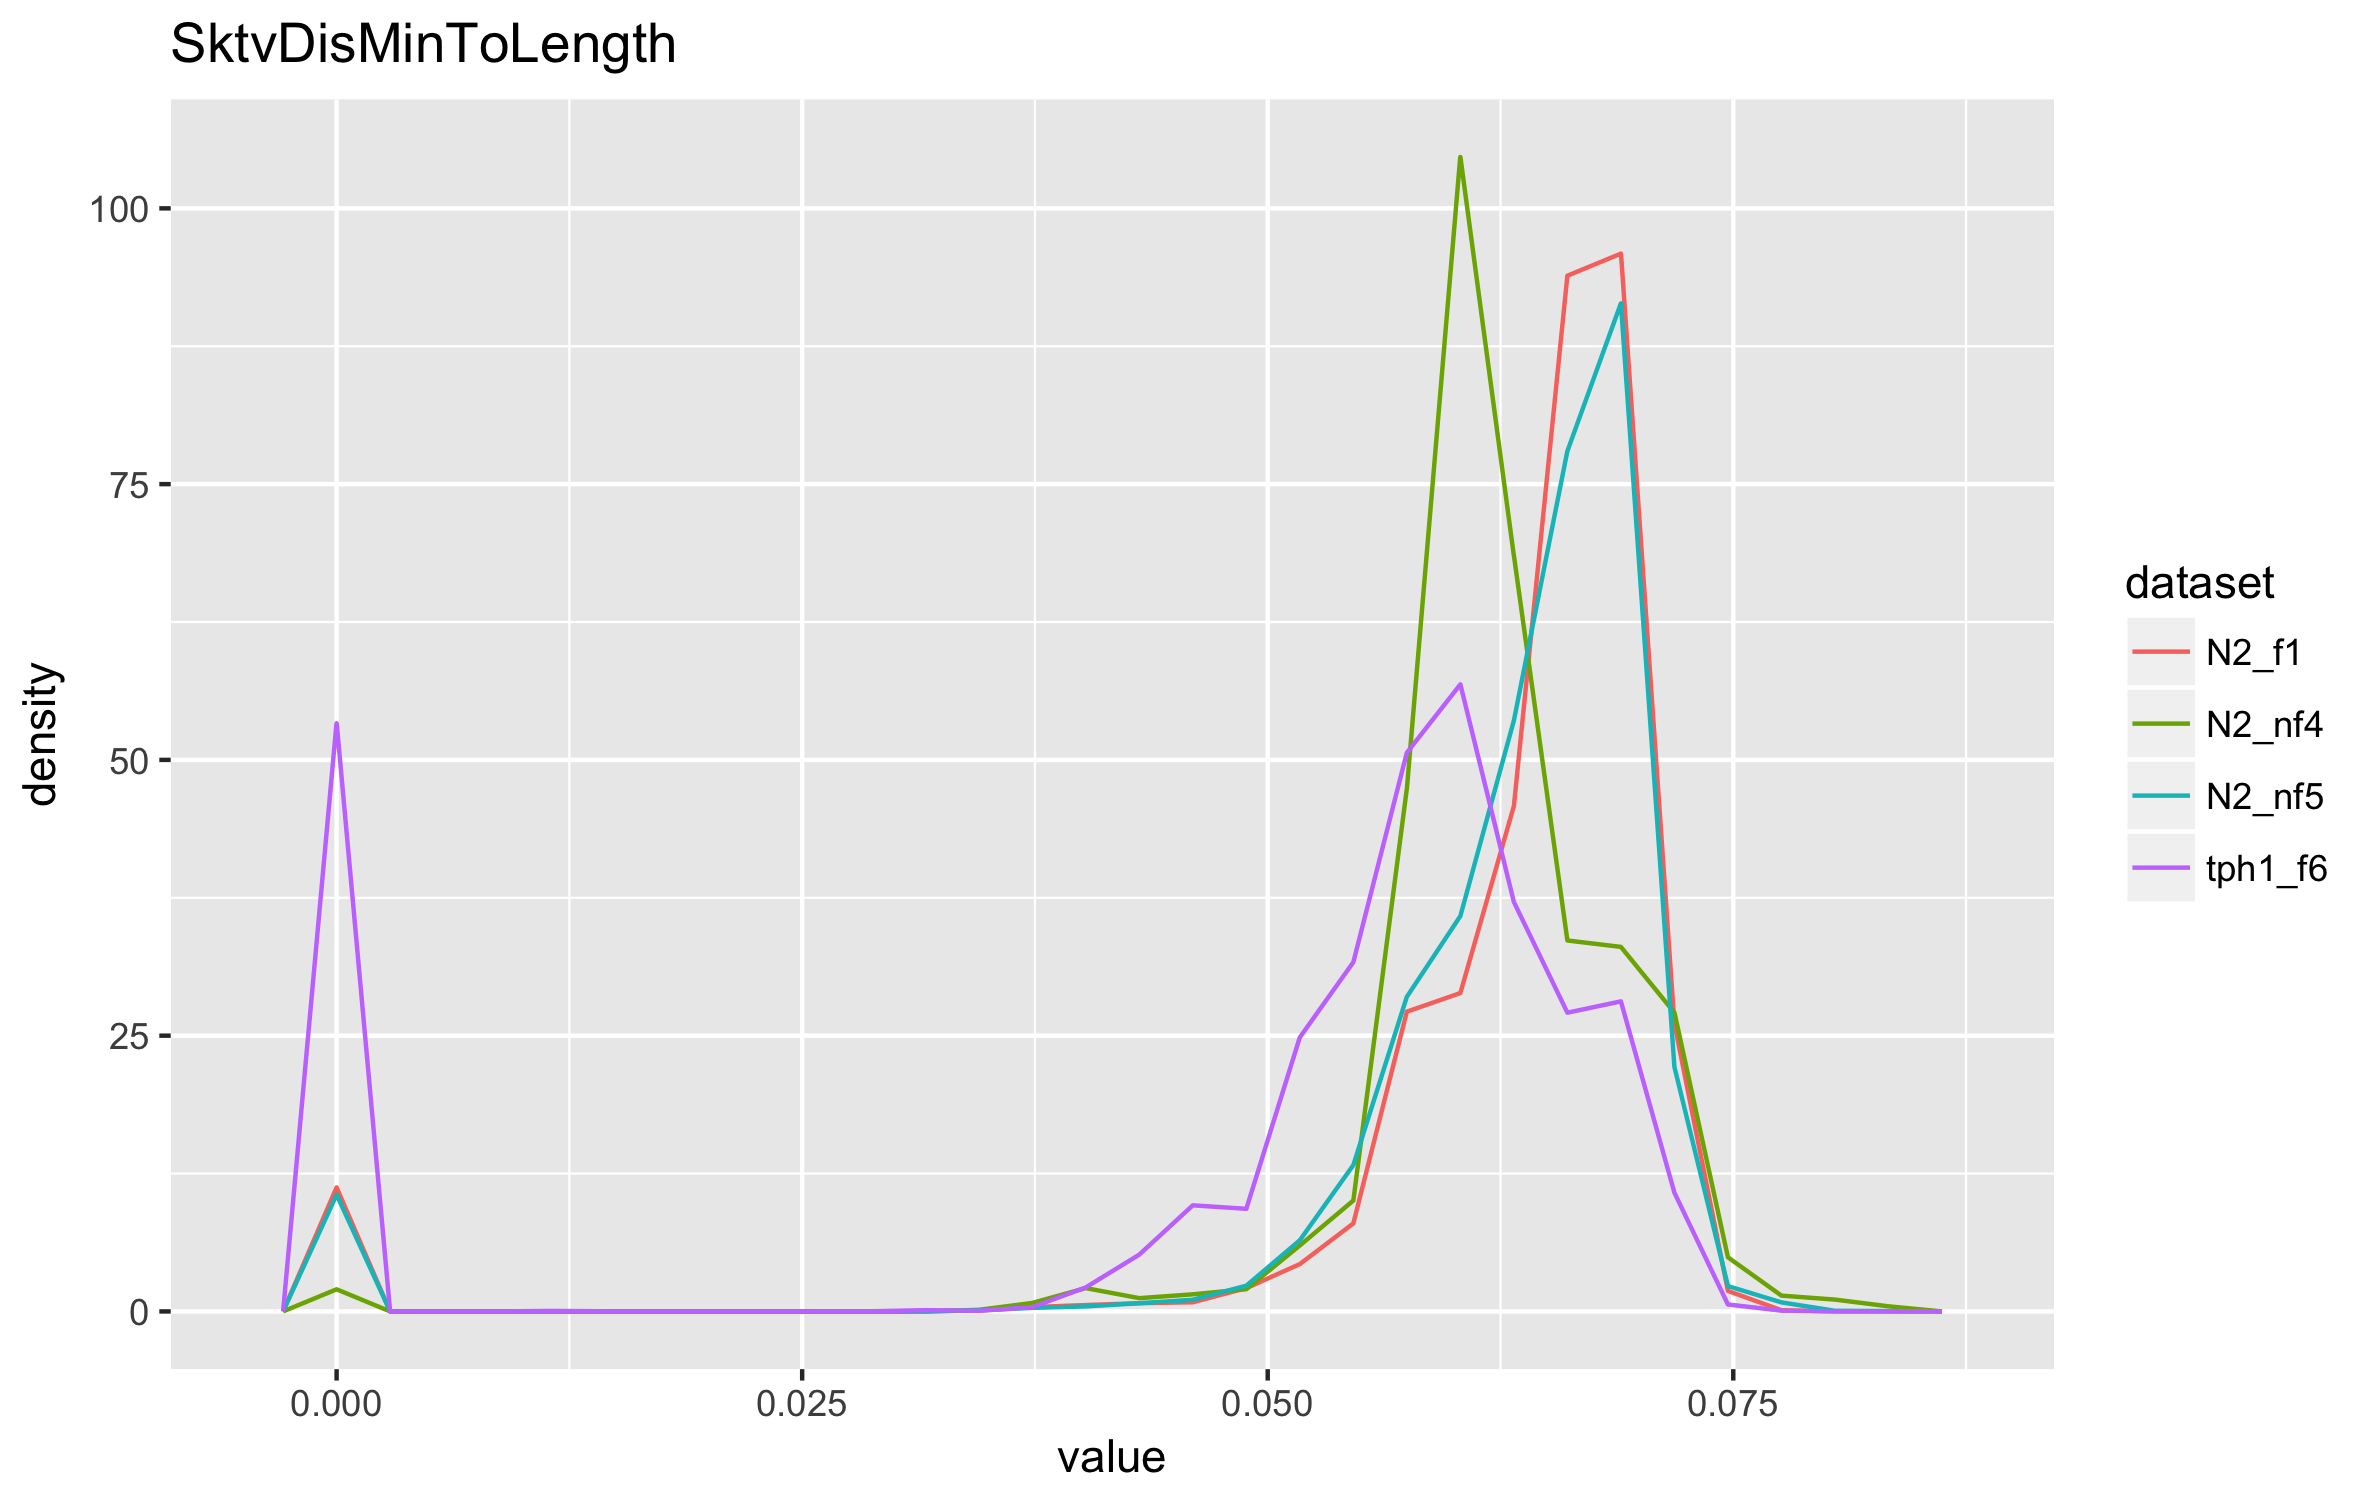 SktvDisMinToLength
100
75
50
25
0
density
0.000 0.025 0.050 0.075
value
dataset
N2_f1
N2_nf4
N2_nf5
tph1_f6